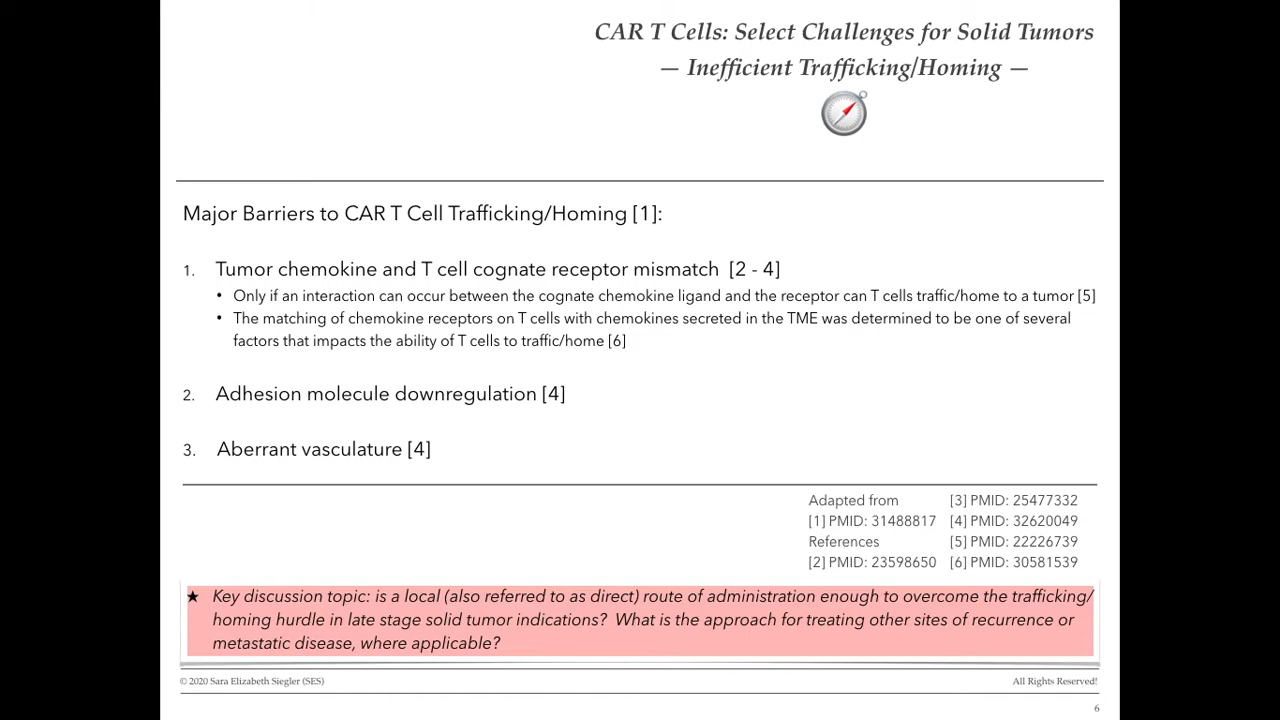 CAR T Cells: Select Challenges for Solid Tumors
— Inefficient Trafficking/Homing —
Major Barriers to CAR T Cell Trafficking/Homing [1]:
1. Tumor chemokine and T cell cognate receptor mismatch [2 - 4]
• Only if an interaction can occur between the cognate chemokine ligand and the receptor can T cells traffic/home to a tumor [5]
• The matching of chemokine receptors on T cells with chemokines secreted in the TME was determined to be one of several
factors that impacts the ability of T cells to traffic/home [6]
2. Adhesion molecule downregulation [4]
3. Aberrant vasculature [4]
Adapted from
[1] PMID: 31488817
References
[2] PMID: 23598650
[3] PMID: 25477332
[4] PMID: 32620049
[5] PMID: 22226739
[6] PMID: 30581539
★ Key discussion topic: is a local (also referred to as direct) route of administration enough to overcome the trafficking/
homing hurdle in late stage solid tumor indications? What is the approach for treating other sites of recurrence or
metastatic disease, where applicable?
© 2020 Sara Elizabeth Siegler (SES)
All Rights Reserved!
6